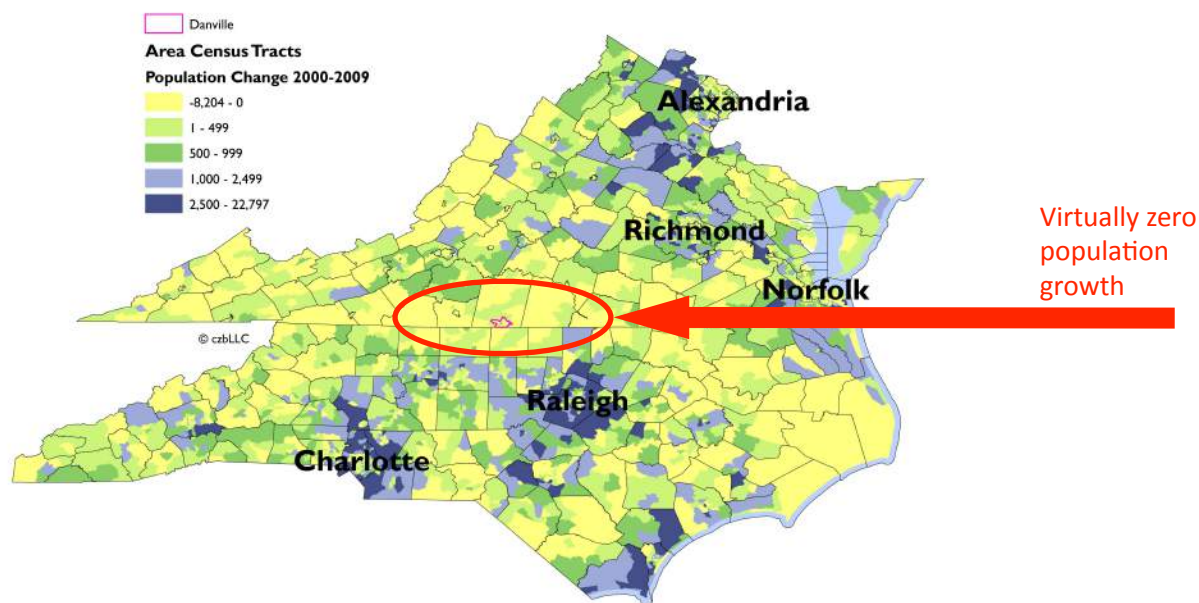 Danville
Area Census Tracts
Population Change 2000-2009
-8,204 - 0
1 - 499
500 - 999
1,000 - 2,499
2,500 - 22,797
Alexandria
Richmond
Norfolk
Virtually zero
population
growth
© czbLLC
Raleigh
Charlotte